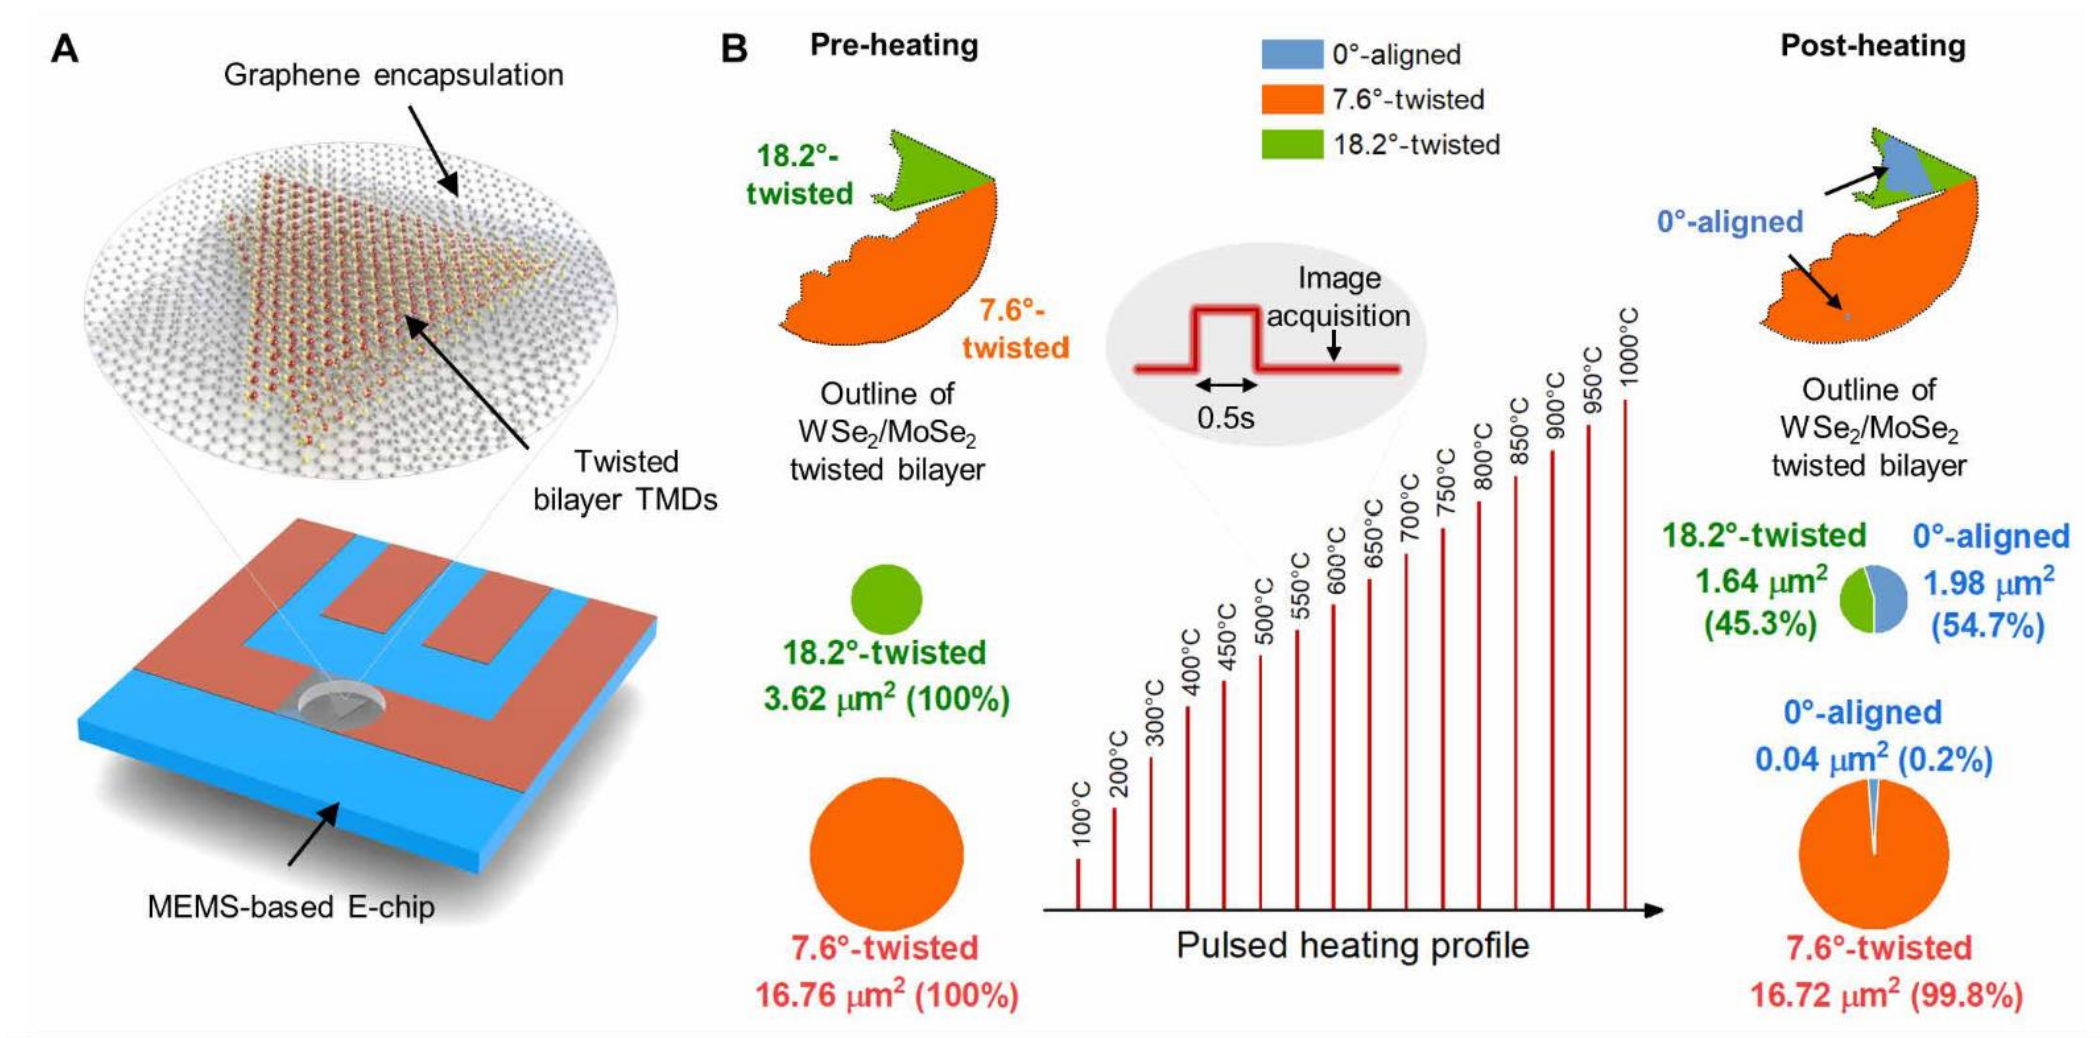 A
Graphene encapsulation
Twisted
bilayer TMDs
MEMS-based E-chip
B
Pre-heating
0°-aligned
7.6°-twisted
18.2°-twisted
Post-heating
18.2°-
twisted
7.6°-
twisted
Outline of
WSe₂/MoSe₂
twisted bilayer
18.2°-twisted
3.62 μm² (100%)
7.6°-twisted
16.76 μm² (100%)
Image
acquisition
0.5s
100°C
200°C
300°C
400°C
450°C
500°C
550°C
600°C
650°C
700°C
750°C
800°C
850°C
900°C
950°C
1000°C
Pulsed heating profile
0°-aligned
Outline of
WSe₂/MoSe₂
twisted bilayer
18.2°-twisted
1.64 μm²
(45.3%)
0°-aligned
1.98 μm²
(54.7%)
0°-aligned
0.04 μm² (0.2%)
7.6°-twisted
16.72 μm² (99.8%)